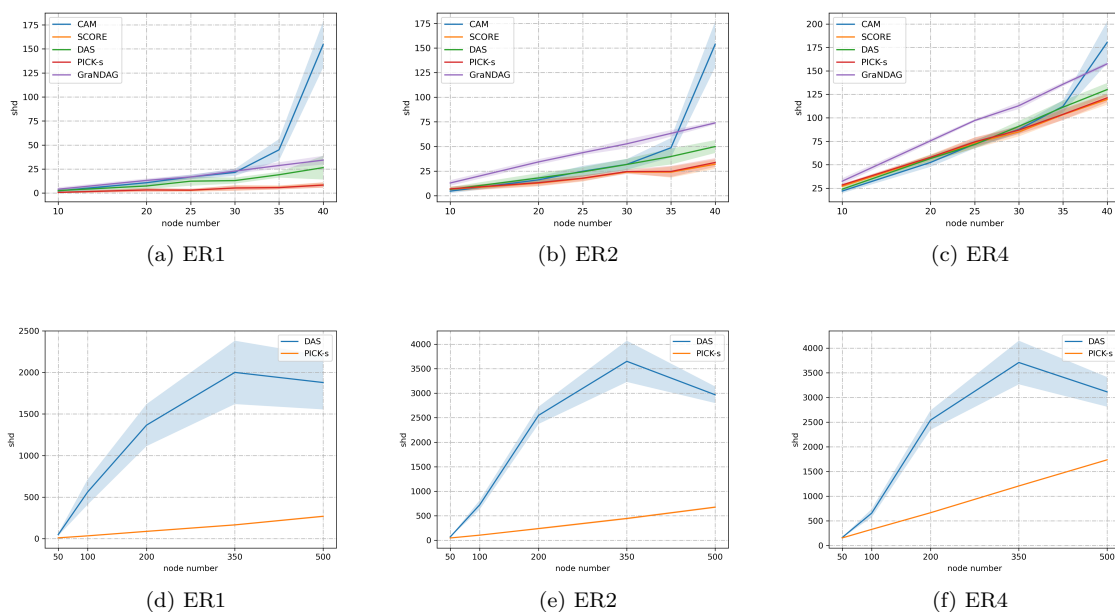 CAM
SCORE
DAS
PICK-s
GraNDAG
175
150
125
100
75
50
25
0
shd
10 20 25 30 35 40
node number
(a) ER1
CAM
SCORE
DAS
PICK-s
GraNDAG
175
150
125
100
75
50
25
0
shd
10 20 25 30 35 40
node number
(b) ER2
CAM
SCORE
DAS
PICK-s
GraNDAG
200
175
150
125
100
75
50
25
shd
10 20 25 30 35 40
node number
(c) ER4
DAS
PICK-s
2500
2000
1500
1000
500
0
shd
50 100 200 350 500
node number
(d) ER1
DAS
PICK-s
4000
3500
3000
2500
2000
1500
1000
500
0
shd
50 100 200 350 500
node number
(e) ER2
DAS
PICK-s
4000
3500
3000
2500
2000
1500
1000
500
0
shd
50 100 200 350 500
node number
(f) ER4